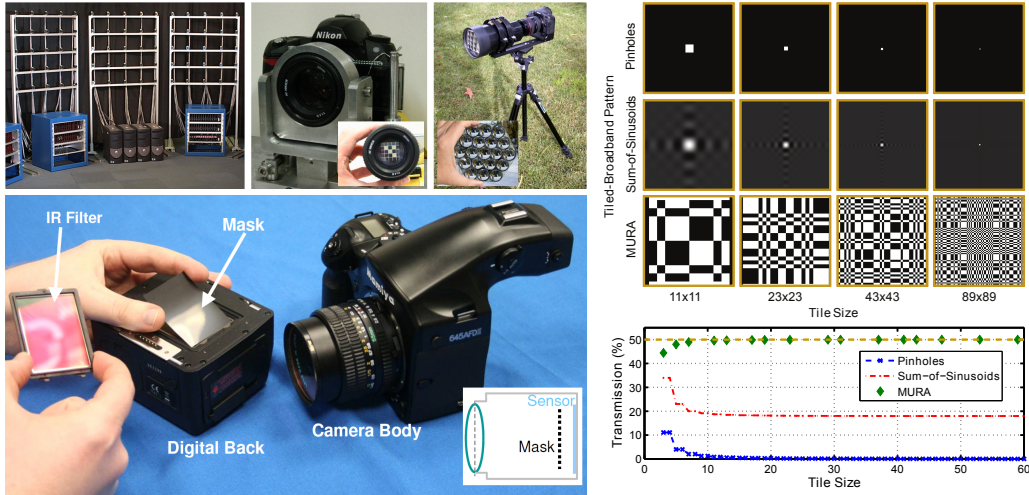 Nikon
IR Filter
Mask
Mamiya
645AFDII
Digital Back
Camera Body
Sensor
Mask
Tiled-Broadband Pattern
Pinholes
Sum-of-Sinusoids
MURA
11x11
23x23
43x43
89x89
Tile Size
Transmission (%)
50
40
30
20
10
0
Pinholes
Sum-of-Sinusoids
MURA
0
10
20
30
40
50
60
Tile Size